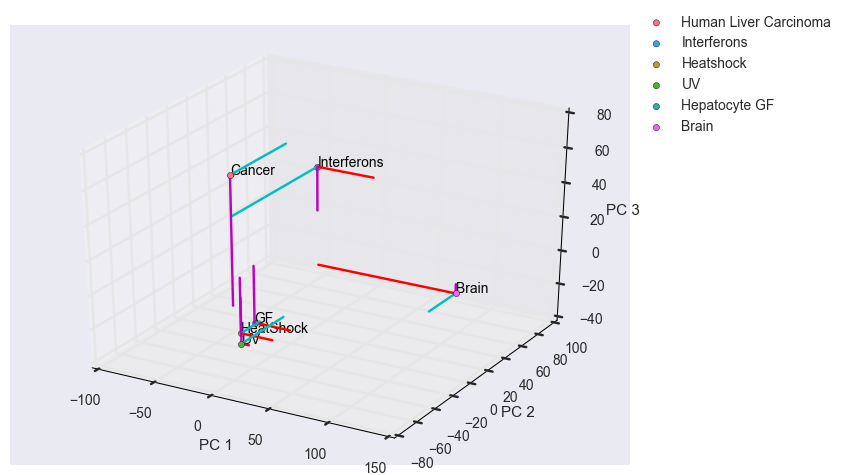 Human Liver Carcinoma
Interferons
Heatshock
UV
Hepatocyte GF
Brain
Cancer
Interferons
Brain
GF
HeatShock
UV
PC 1
−100
−50
0
50
100
150
PC 2
−80
−60
−40
−20
0
20
40
60
80
100
PC 3
80
60
40
20
0
−20
−40